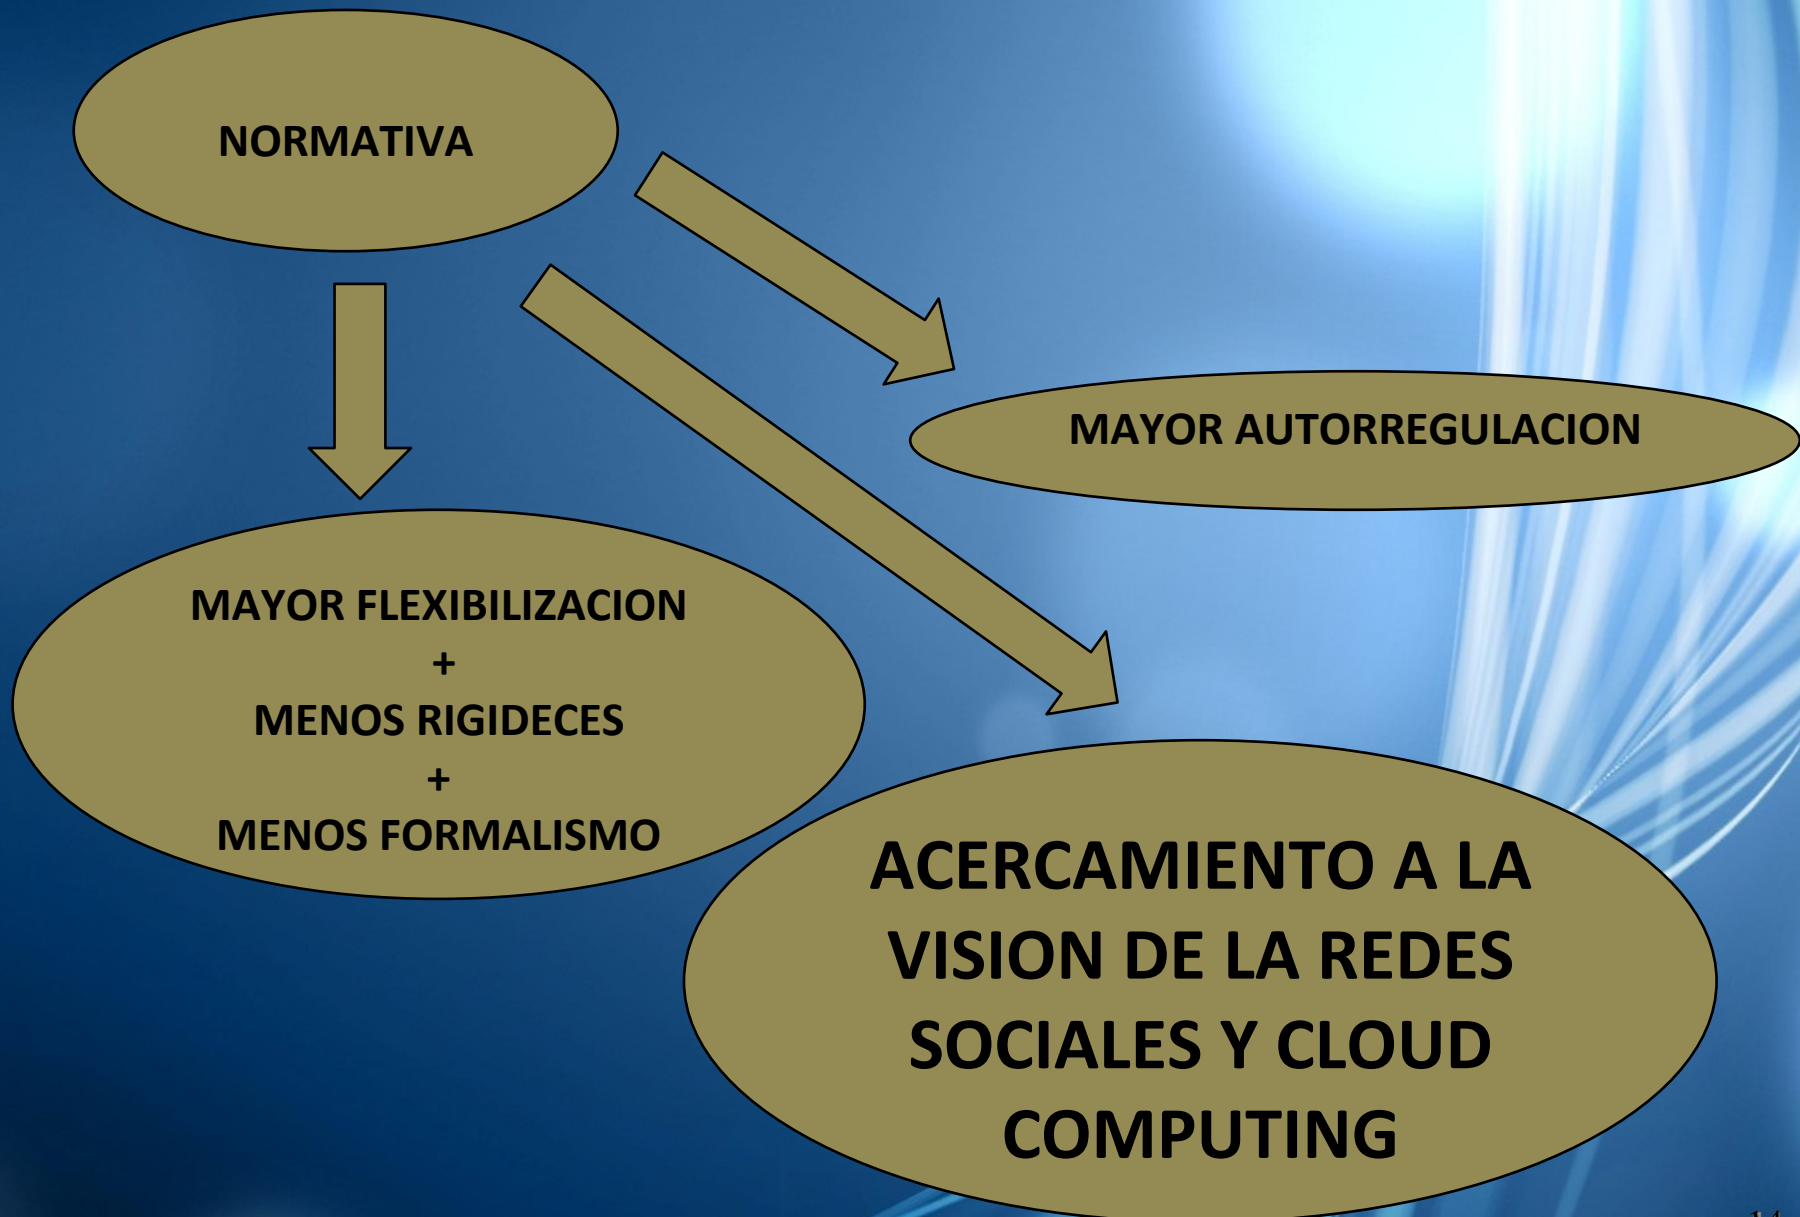 NORMATIVA
MAYOR AUTORREGULACION
MAYOR FLEXIBILIZACION
+
MENOS RIGIDECES
+
MENOS FORMALISMO
ACERCAMIENTO A LA
VISION DE LA REDES
SOCIALES Y CLOUD
COMPUTING